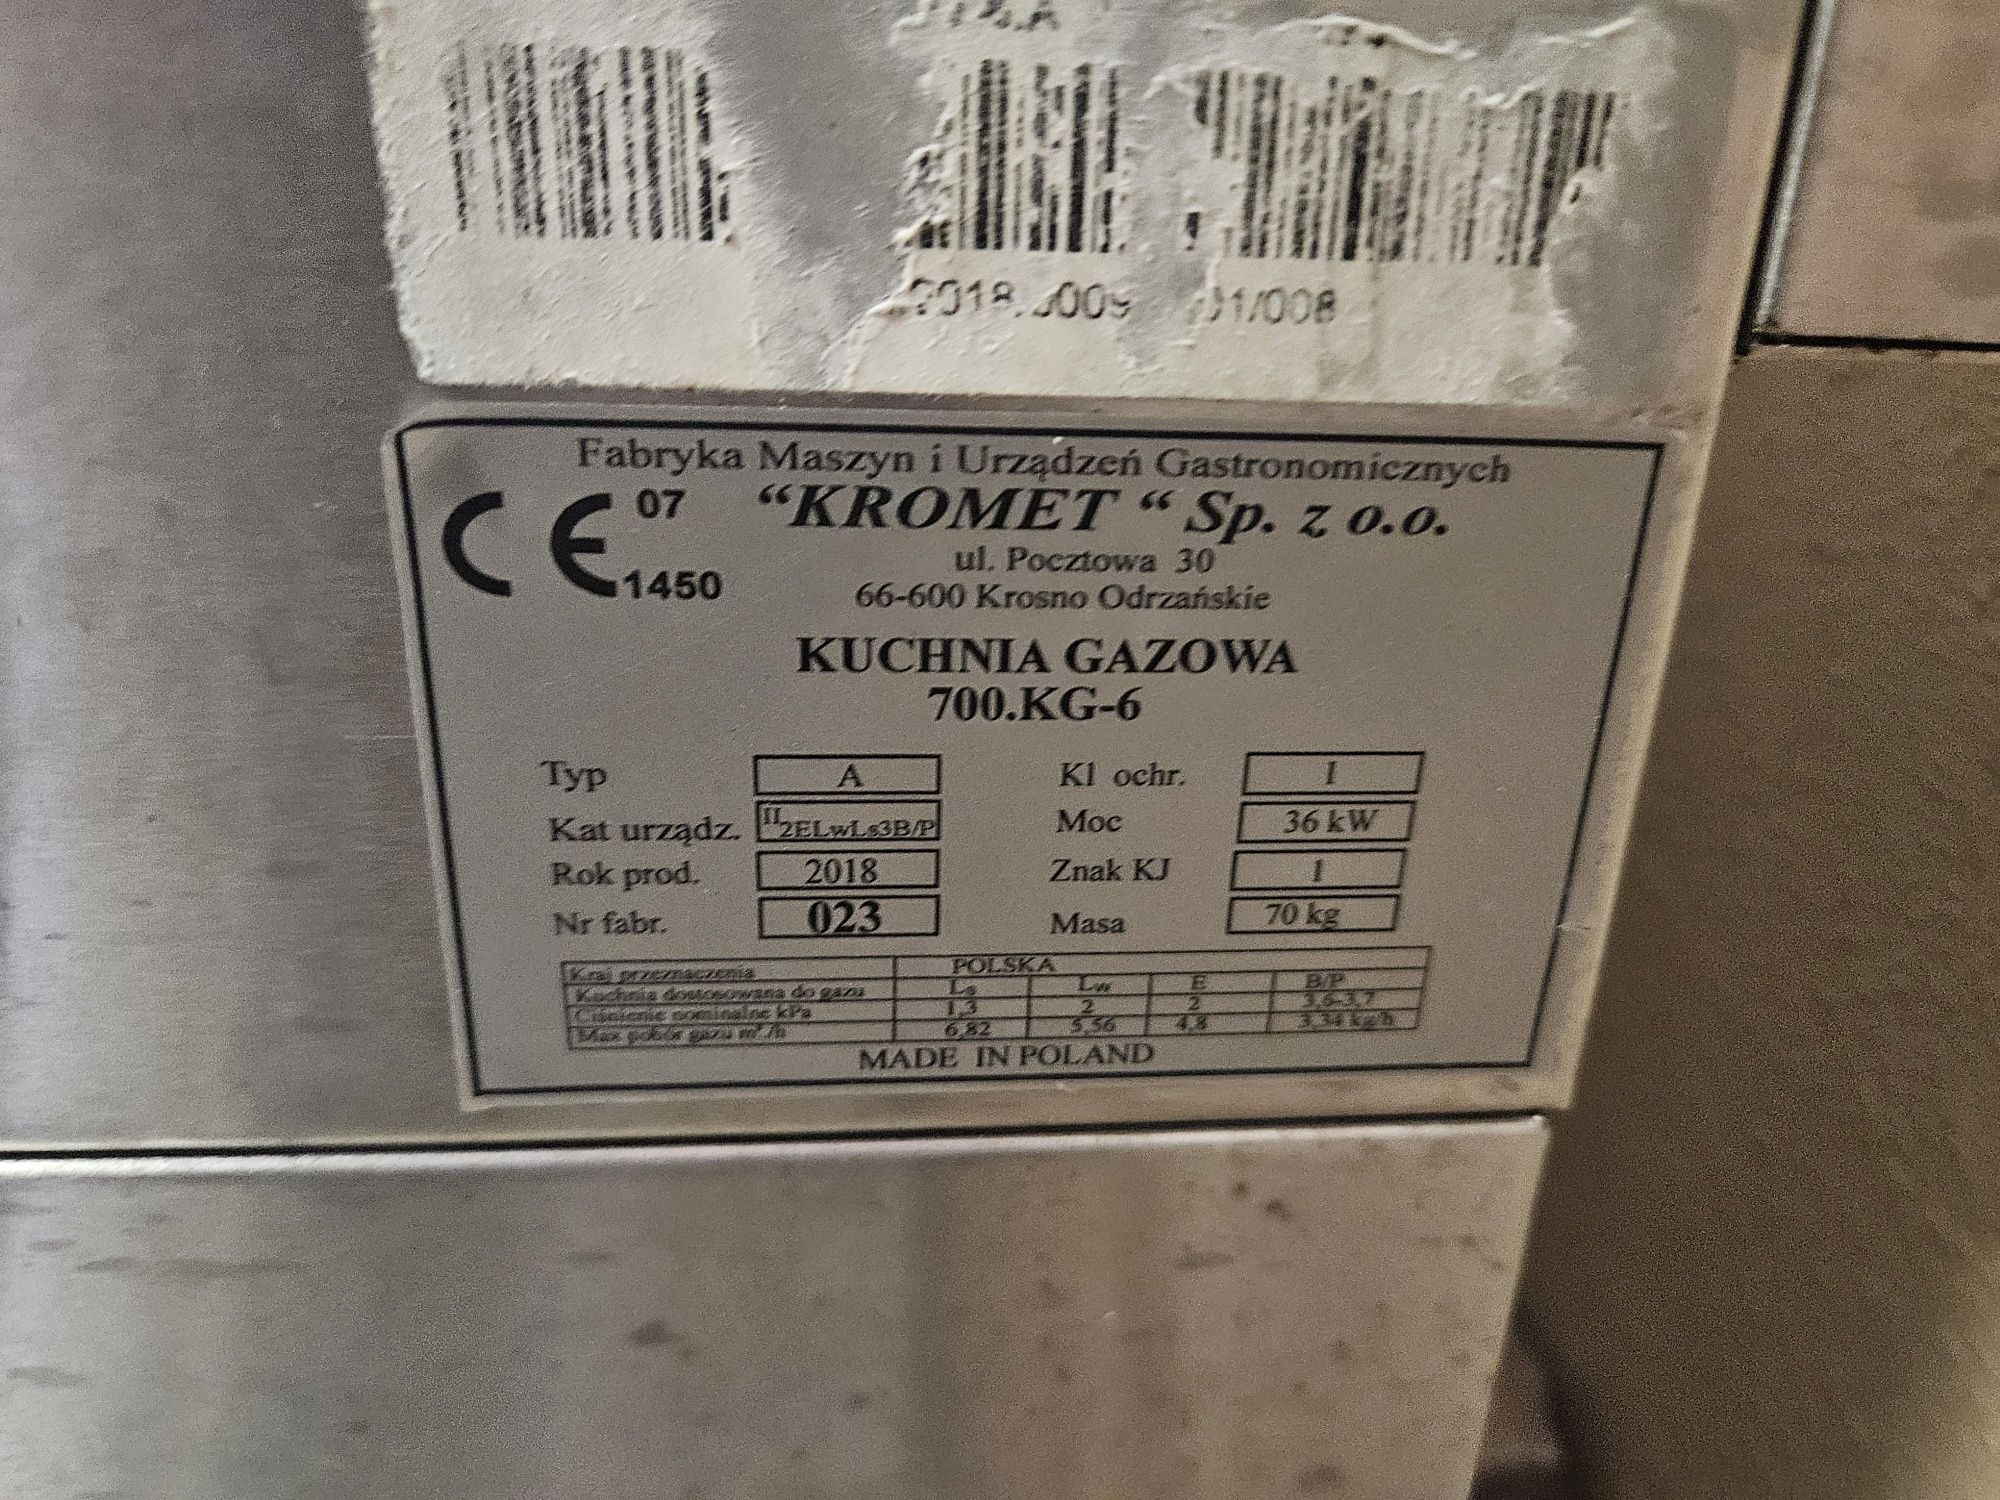 Fabryka Maszyn i Urządzeń Gastronomicznych
CE 07 "KROMET" Sp. z o.o.
1450
ul. Pocztowa 30
66-600 Krosno Odrzańskie
KUCHNIA GAZOWA
700.KG-6
Typ A Kl ochr. I
Kat urządz. II2ELwLs3B/P Moc 36 kW
Rok prod. 2018 Znak KJ 1
Nr fabr. 023 Masa 70 kg
Kraj przeznaczenia POLSKA
Kuchnia dostosowana do gazu Ls Lw E B/P
Ciśnienie nominalne kPa 1,3 2 2 3,6-3,7
Max pobór gazu m³/h 6,82 5,56 4,8 3,34 kg/h
MADE IN POLAND